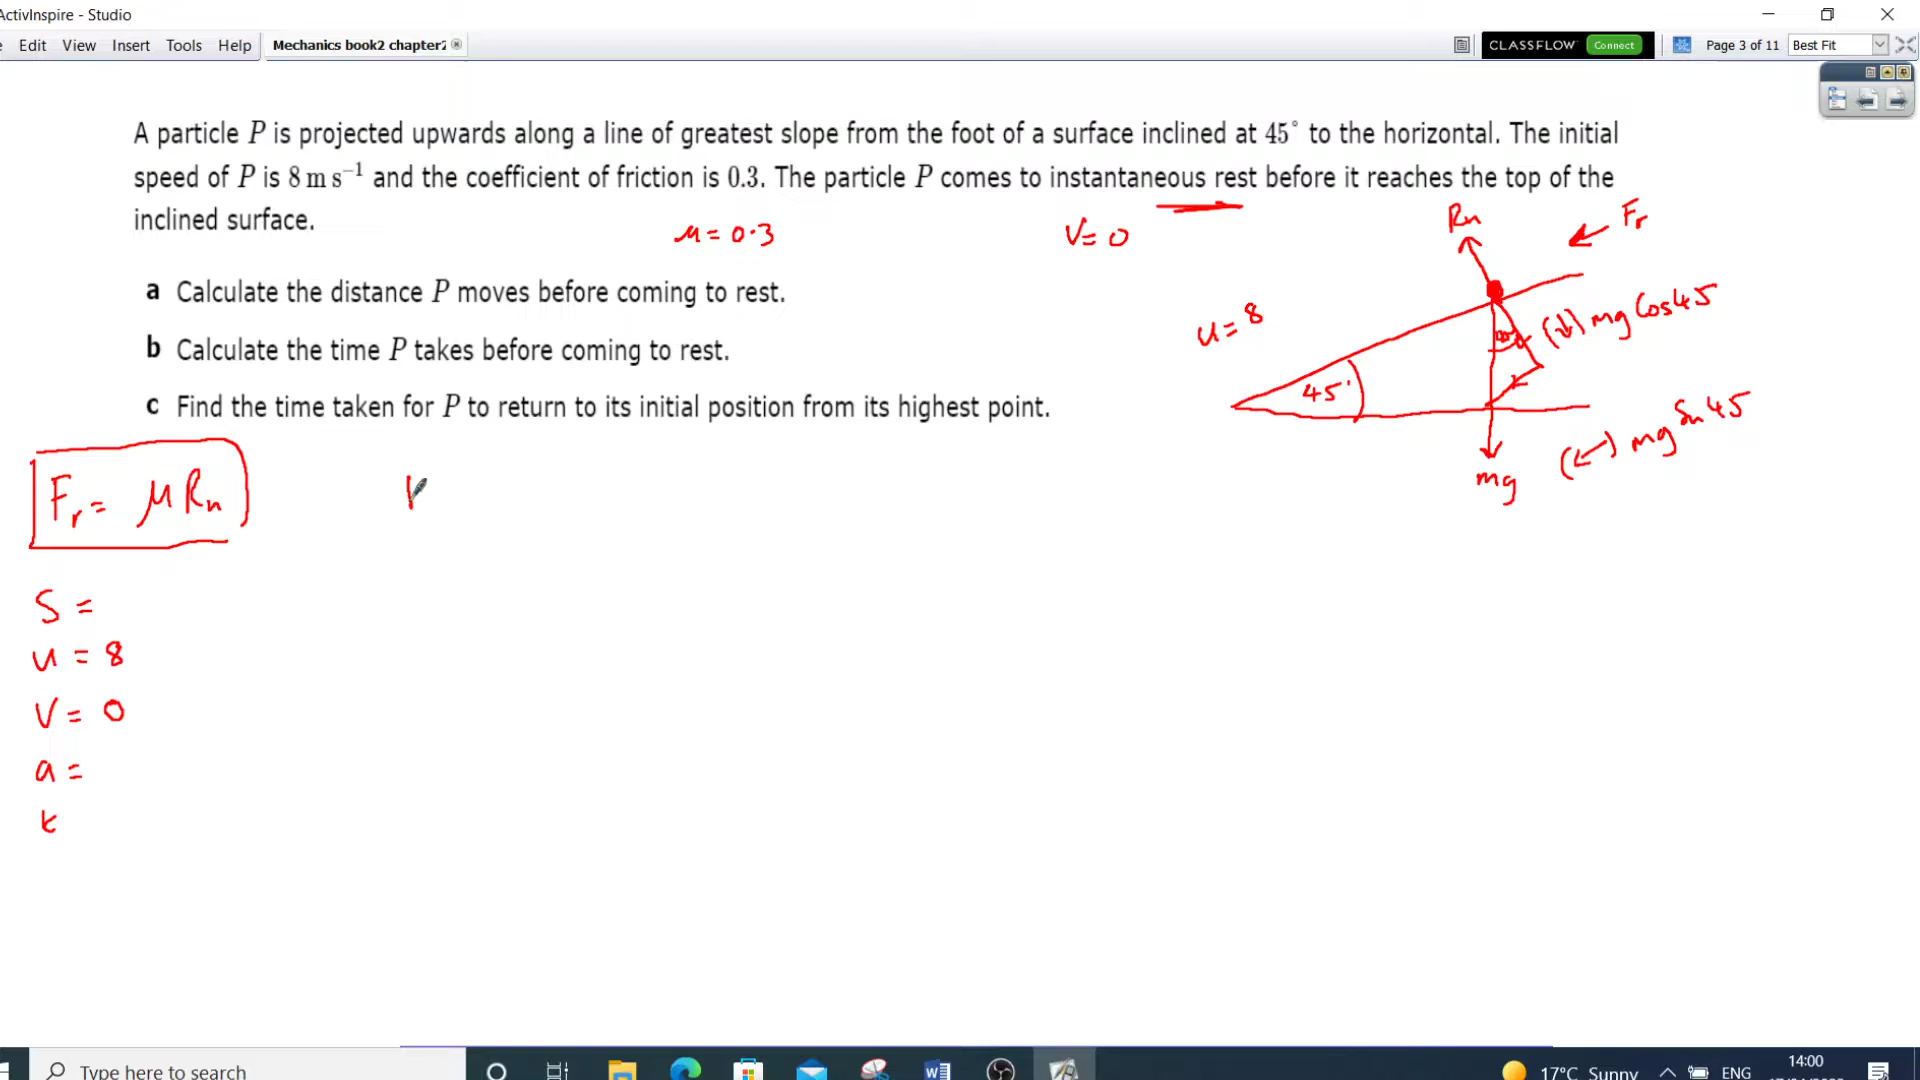 ActivInspire - Studio
Edit View Insert Tools Help Mechanics book2 chapter2
CLASSFLOW Connect Page 3 of 11 Best Fit
A particle P is projected upwards along a line of greatest slope from the foot of a surface inclined at 45° to the horizontal. The initial
speed of P is 8 m s⁻¹ and the coefficient of friction is 0.3. The particle P comes to instantaneous rest before it reaches the top of the
inclined surface.
μ = 0.3
V = 0
Rn
Fr
a Calculate the distance P moves before coming to rest.
u = 8
(↓) mg Cos45
b Calculate the time P takes before coming to rest.
45°
c Find the time taken for P to return to its initial position from its highest point.
(↙) mg Sin45
mg
Fr = μ Rn
S =
u = 8
V = 0
a =
t
Type here to search
17°C Sunny ENG 14:00